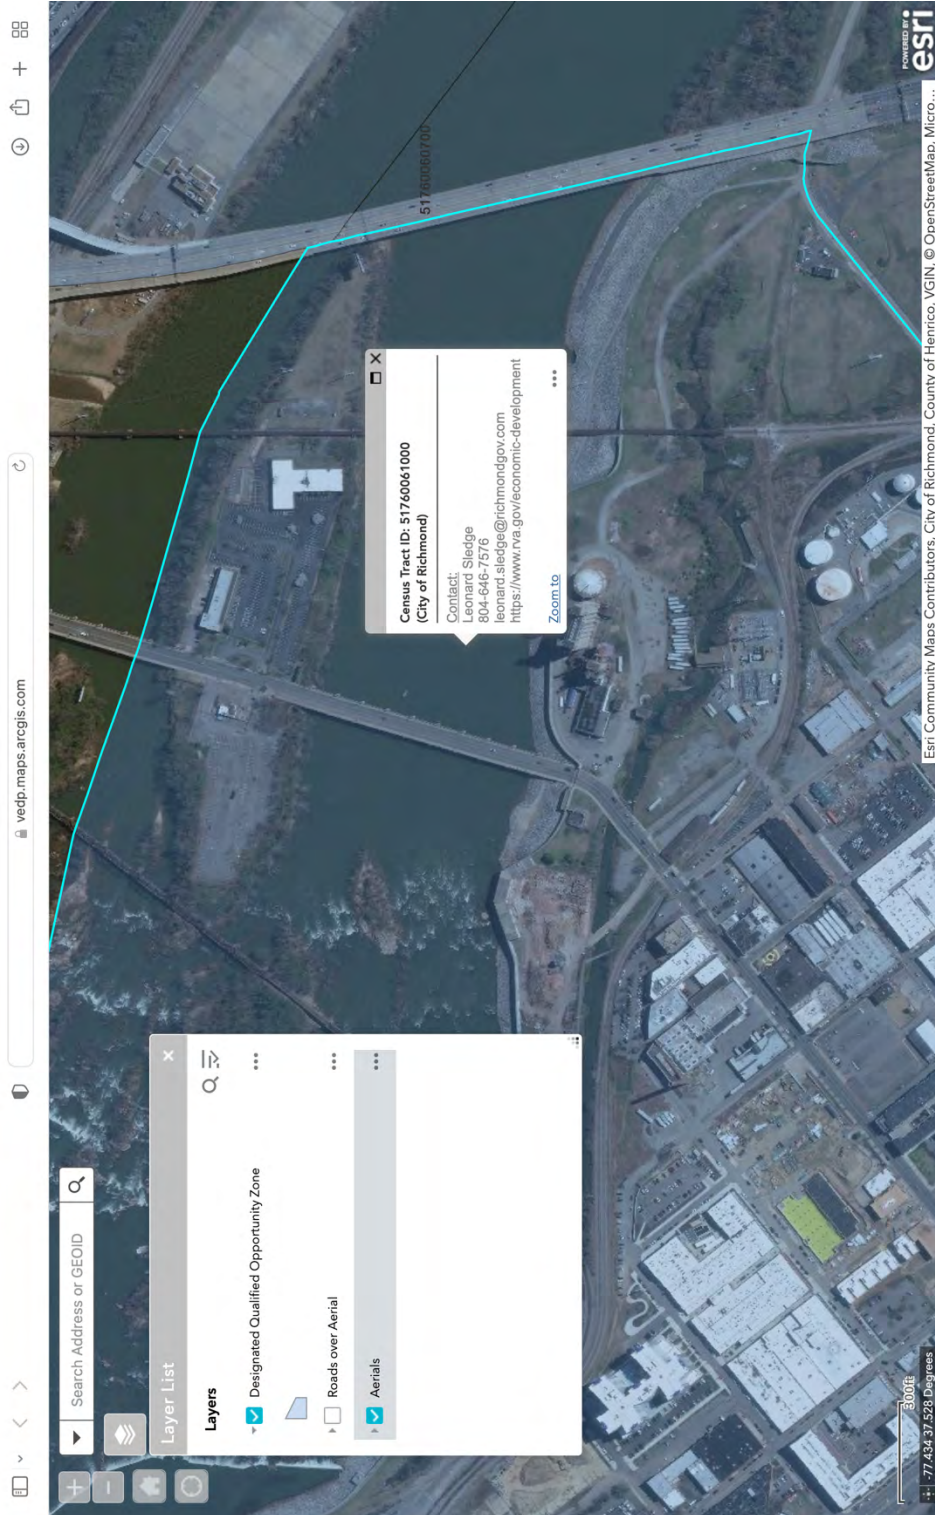 vedp.maps.arcgis.com
Search Address or GEOID
Layer List
Layers
Designated Qualified Opportunity Zone
Roads over Aerial
Aerials
Census Tract ID: 51760061000
(City of Richmond)
Contact:
Leonard Sledge
804-646-7576
leonard.sledge@richmondgov.com
https://www.rva.gov/economic-development
Zoom to
51760060700
300ft
-77.434 37.528 Degrees
Esri Community Maps Contributors, City of Richmond, County of Henrico, VGIN, © OpenStreetMap, Micro...
POWERED BY
esri